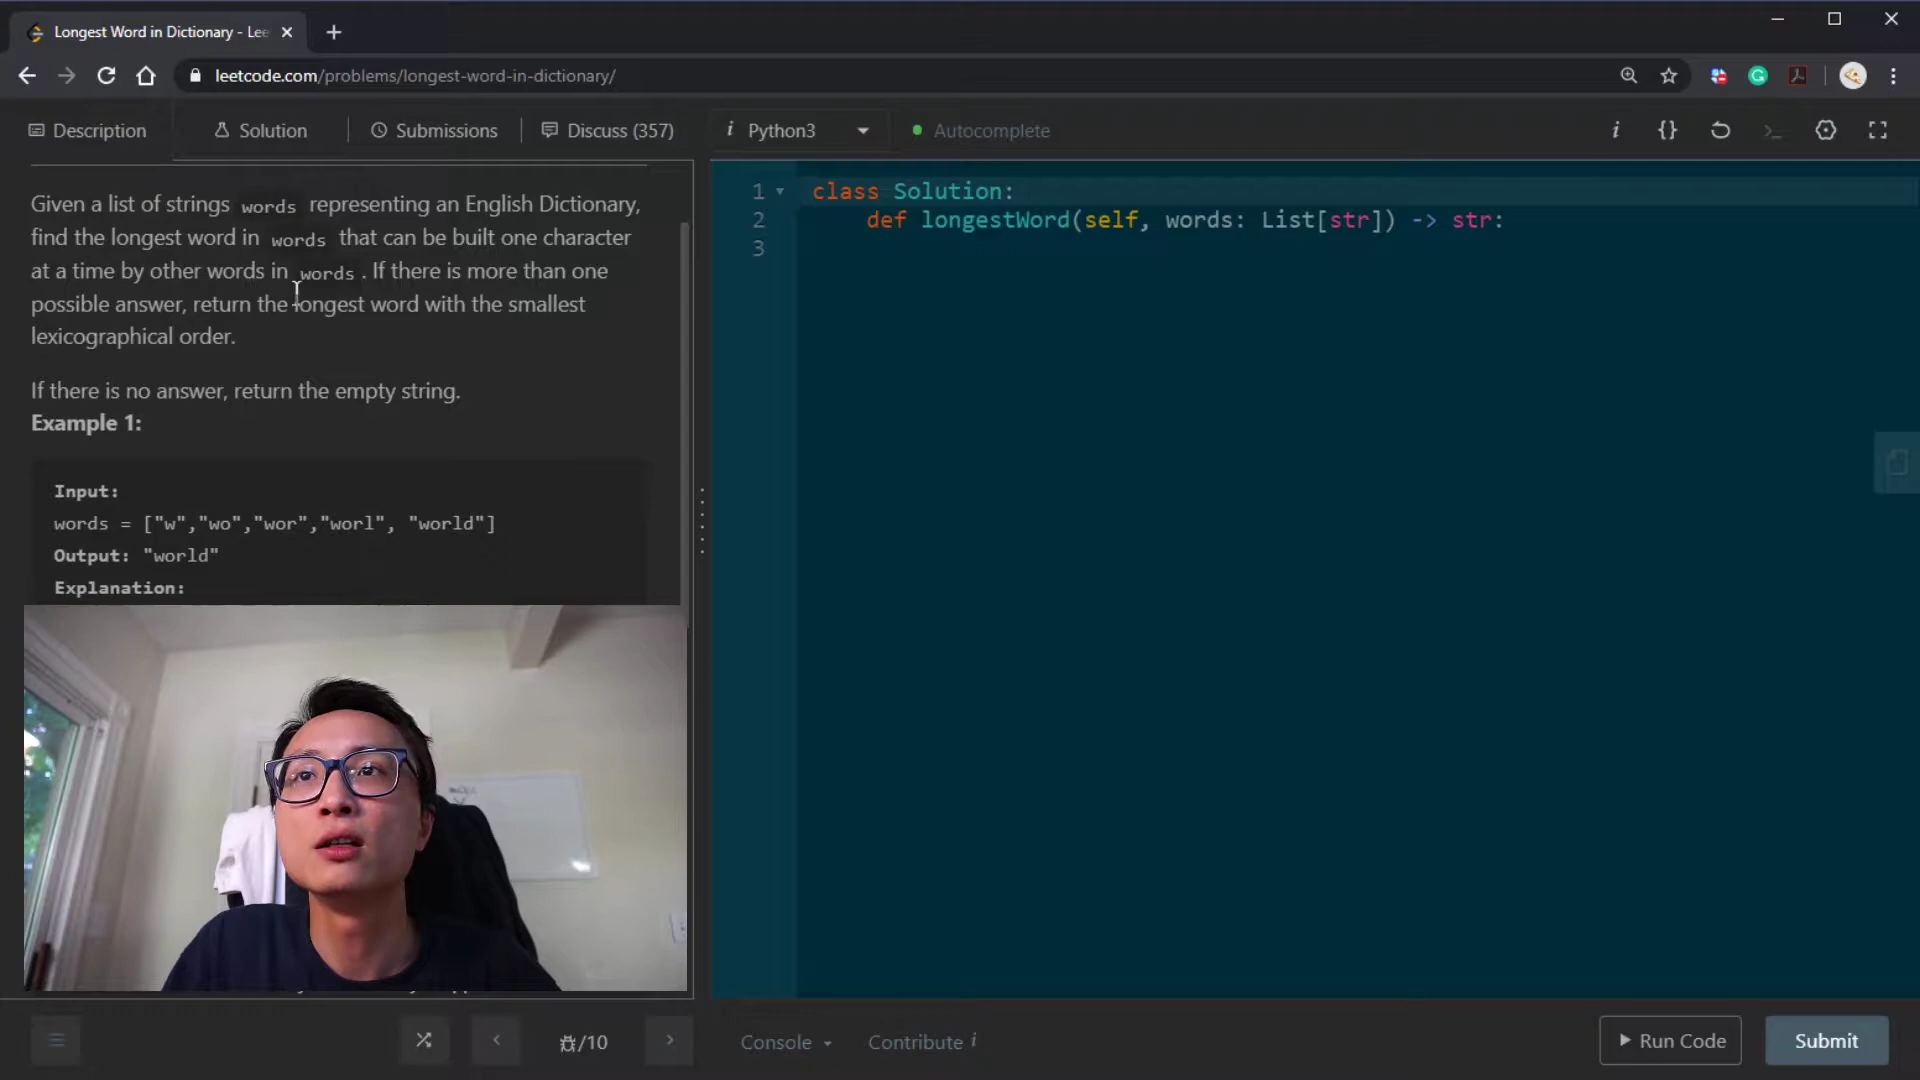 Longest Word in Dictionary - Lee
leetcode.com/problems/longest-word-in-dictionary/
Description
Solution
Submissions
Discuss (357)
i Python3
Autocomplete
i {}
Given a list of strings words representing an English Dictionary,
find the longest word in words that can be built one character
at a time by other words in words . If there is more than one
possible answer, return the longest word with the smallest
lexicographical order.
If there is no answer, return the empty string.
Example 1:
Input:
words = ["w","wo","wor","worl", "world"]
Output: "world"
Explanation:
1 class Solution:
2 def longestWord(self, words: List[str]) -> str:
3
/10
Console
Contribute i
Run Code
Submit